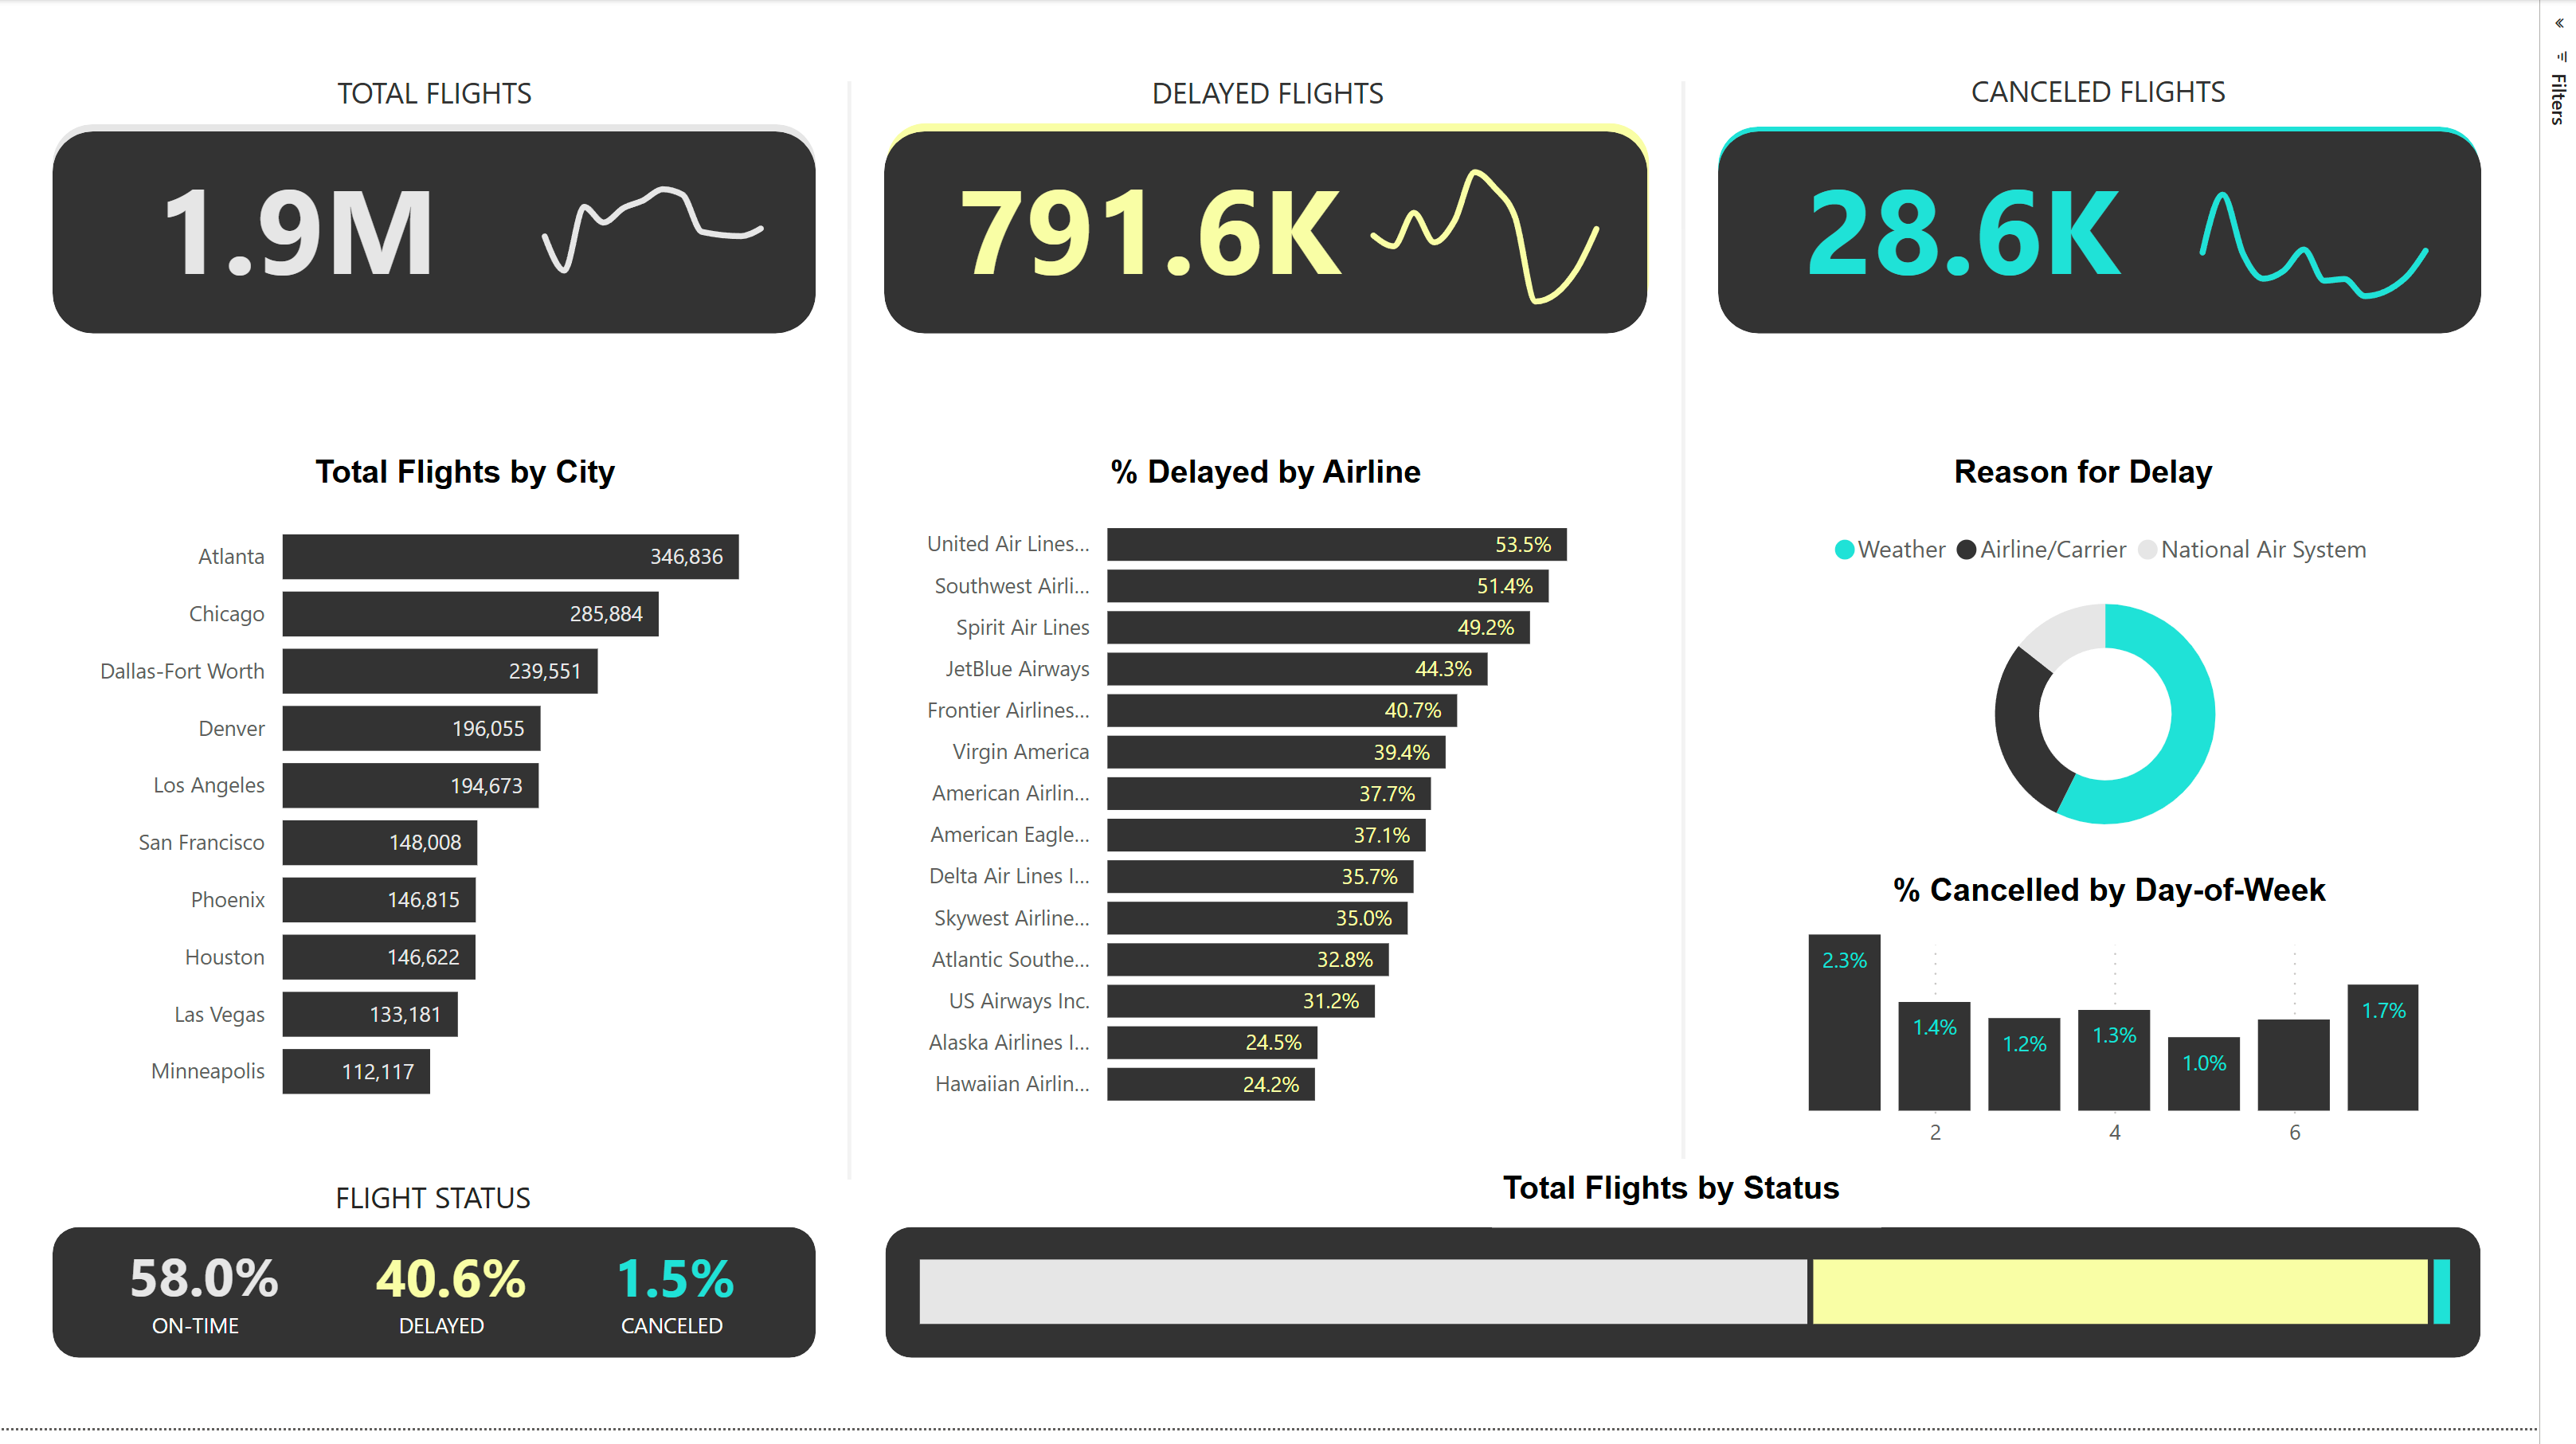 TOTAL FLIGHTS
1.9M
DELAYED FLIGHTS
791.6K
CANCELED FLIGHTS
28.6K
Filters
Total Flights by City
Atlanta 346,836
Chicago 285,884
Dallas-Fort Worth 239,551
Denver 196,055
Los Angeles 194,673
San Francisco 148,008
Phoenix 146,815
Houston 146,622
Las Vegas 133,181
Minneapolis 112,117
% Delayed by Airline
United Air Lines... 53.5%
Southwest Airli... 51.4%
Spirit Air Lines 49.2%
JetBlue Airways 44.3%
Frontier Airlines... 40.7%
Virgin America 39.4%
American Airlin... 37.7%
American Eagle... 37.1%
Delta Air Lines I... 35.7%
Skywest Airline... 35.0%
Atlantic Southe... 32.8%
US Airways Inc. 31.2%
Alaska Airlines I... 24.5%
Hawaiian Airlin... 24.2%
Reason for Delay
Weather Airline/Carrier National Air System
% Cancelled by Day-of-Week
2.3% 1.4% 1.2% 1.3% 1.0% 1.7%
2 4 6
FLIGHT STATUS
58.0% 40.6% 1.5%
ON-TIME DELAYED CANCELED
Total Flights by Status